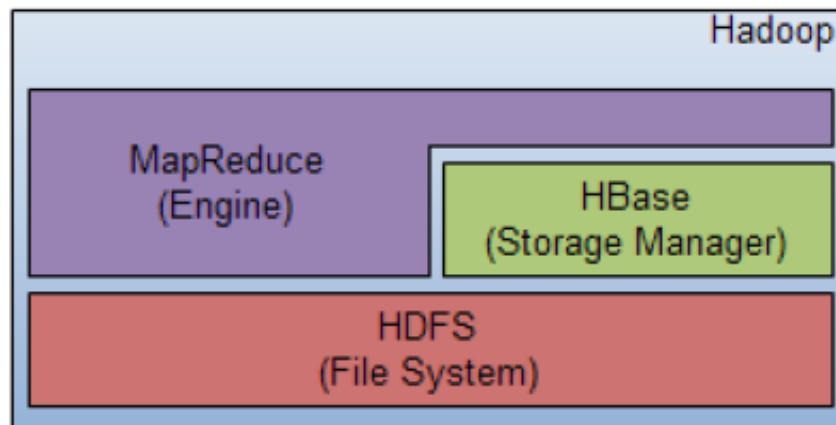 Hadoop
MapReduce
(Engine)
HBase
(Storage Manager)
HDFS
(File System)